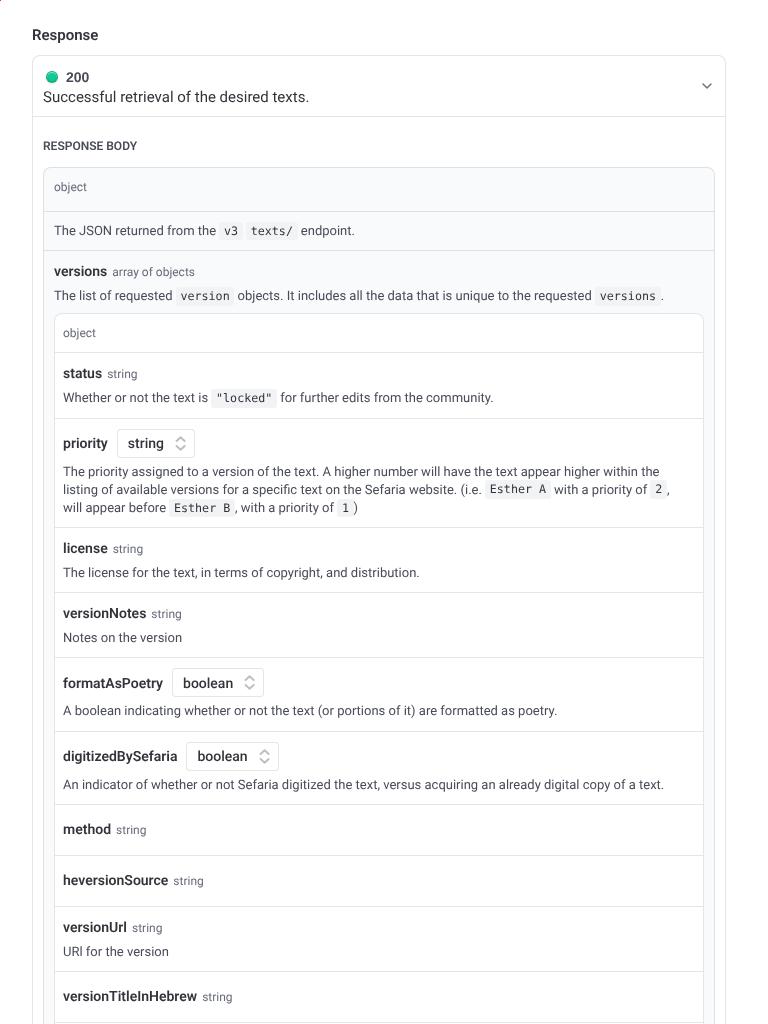 Response
200
Successful retrieval of the desired texts.
RESPONSE BODY
object
The JSON returned from the v3 texts/ endpoint.
versions array of objects
The list of requested version objects. It includes all the data that is unique to the requested versions.
object
status string
Whether or not the text is "locked" for further edits from the community.
priority string
The priority assigned to a version of the text. A higher number will have the text appear higher within the
listing of available versions for a specific text on the Sefaria website. (i.e. Esther A with a priority of 2,
will appear before Esther B, with a priority of 1)
license string
The license for the text, in terms of copyright, and distribution.
versionNotes string
Notes on the version
formatAsPoetry boolean
A boolean indicating whether or not the text (or portions of it) are formatted as poetry.
digitizedBySefaria boolean
An indicator of whether or not Sefaria digitized the text, versus acquiring an already digital copy of a text.
method string
heversionSource string
versionUrl string
URl for the version
versionTitleInHebrew string